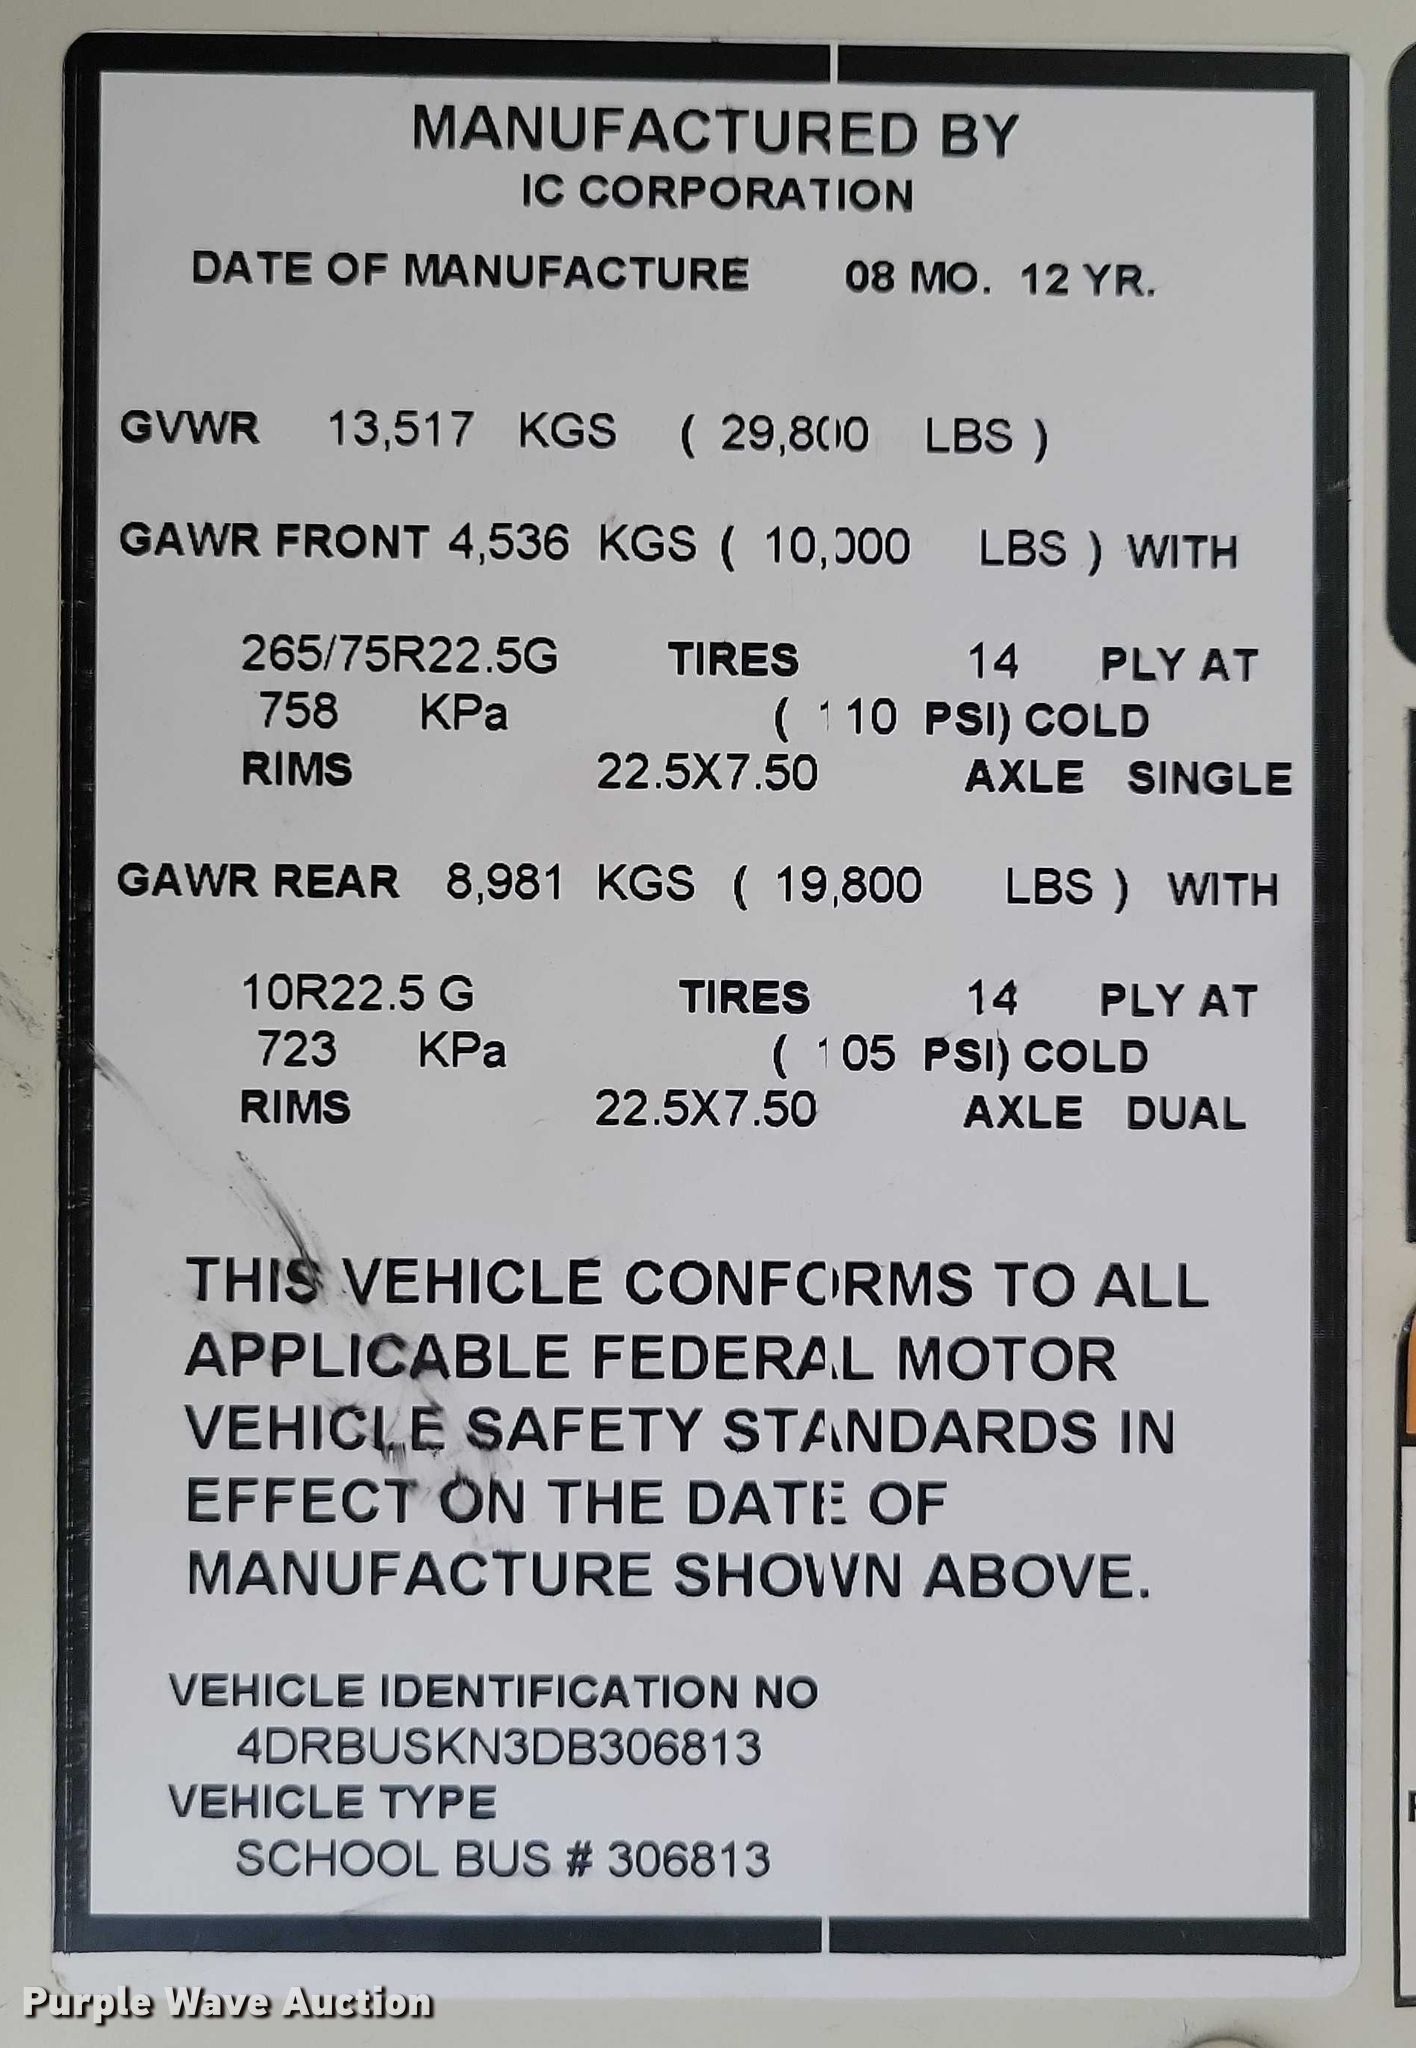 MANUFACTURED BY
IC CORPORATION
DATE OF MANUFACTURE 08 MO. 12 YR.
GVWR 13,517 KGS ( 29,800 LBS )
GAWR FRONT 4,536 KGS ( 10,000 LBS ) WITH
265/75R22.5G TIRES 14 PLY AT
758 KPa ( 110 PSI) COLD
RIMS 22.5X7.50 AXLE SINGLE
GAWR REAR 8,981 KGS ( 19,800 LBS ) WITH
10R22.5 G TIRES 14 PLY AT
723 KPa ( 105 PSI) COLD
RIMS 22.5X7.50 AXLE DUAL
THIS VEHICLE CONFORMS TO ALL
APPLICABLE FEDERAL MOTOR
VEHICLE SAFETY STANDARDS IN
EFFECT ON THE DATE OF
MANUFACTURE SHOWN ABOVE.
VEHICLE IDENTIFICATION NO
4DRBUSKN3DB306813
VEHICLE TYPE
SCHOOL BUS # 306813
Purple Wave Auction